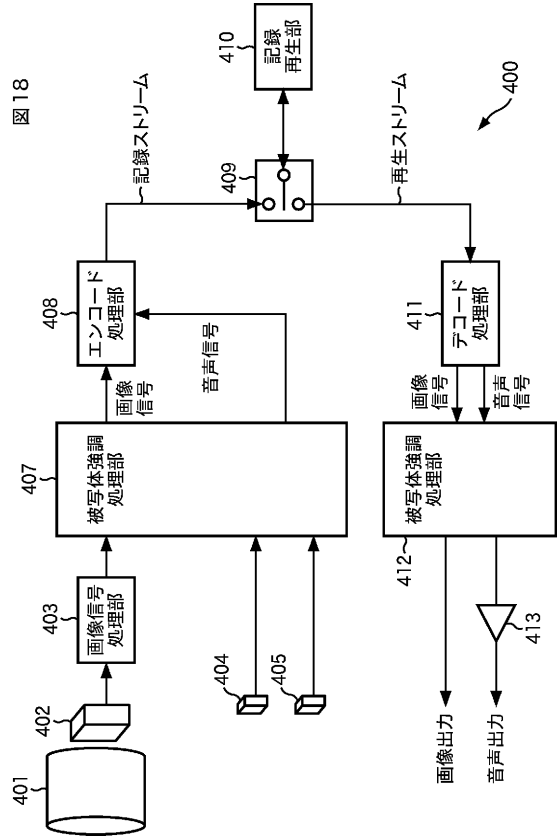 図18
400
401
402
403
画像信号
処理部
404
405
407
被写体強調
処理部
画像
信号
音声信号
408
エンコード
処理部
記録ストリーム
409
410
記録
再生部
再生ストリーム
411
デコード
処理部
画像
信号
音声
信号
412
被写体強調
処理部
413
画像出力
音声出力